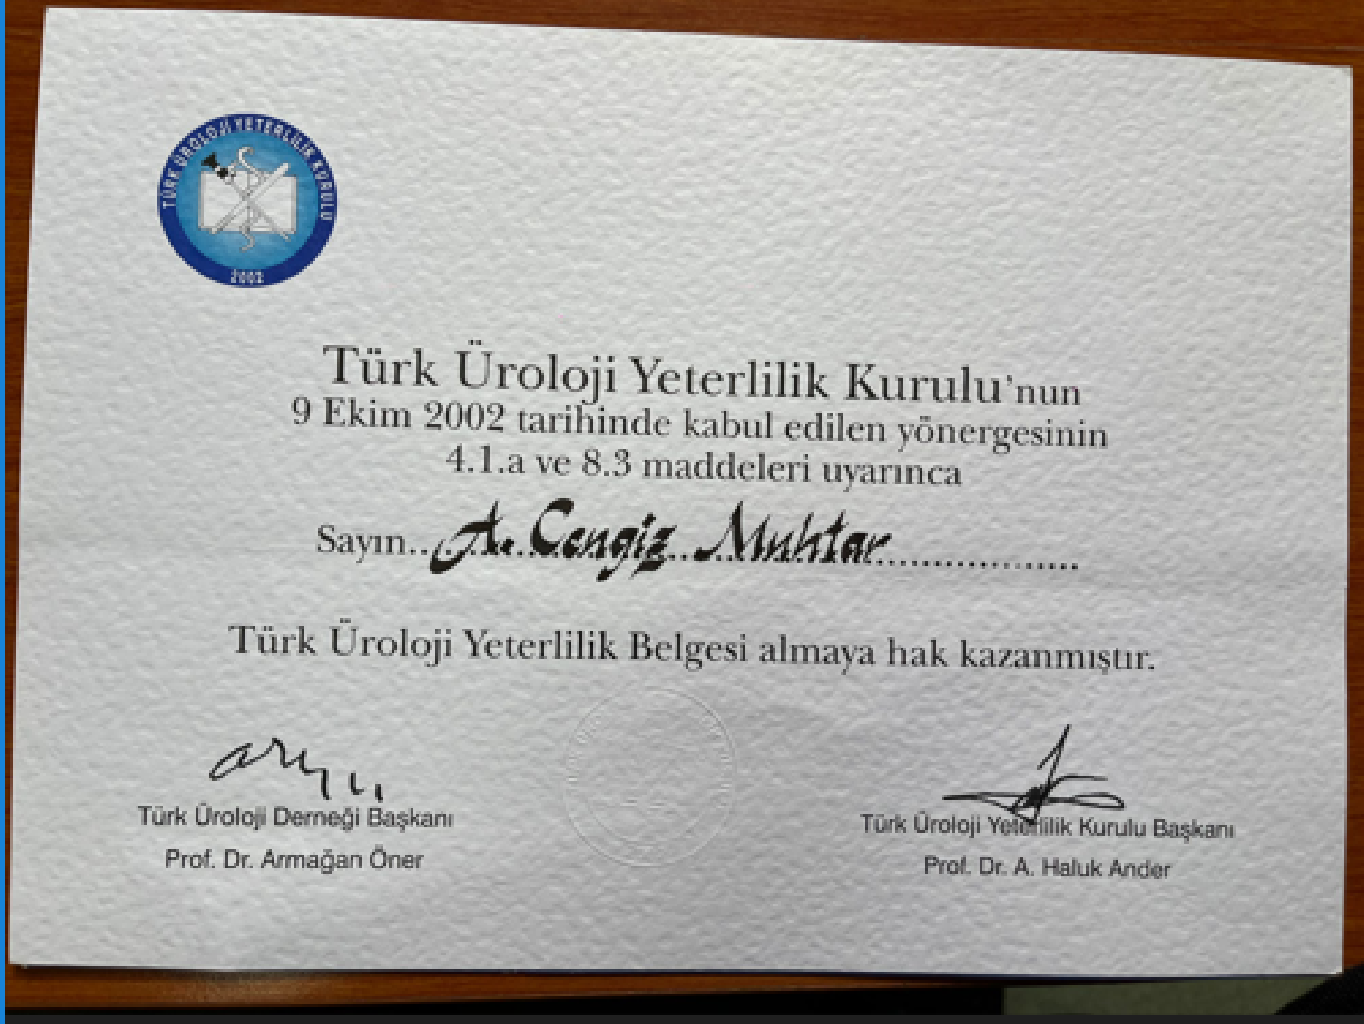 TÜRK ÜROLOJİ YETERLİLİK KURULU
2002
Türk Üroloji Yeterlilik Kurulu'nun
9 Ekim 2002 tarihinde kabul edilen yönergesinin
4.1.a ve 8.3 maddeleri uyarınca
Sayın.. A. Cengiz Muhtar ..................
Türk Üroloji Yeterlilik Belgesi almaya hak kazanmıştır.
Türk Üroloji Derneği Başkanı
Prof. Dr. Armağan Öner
Türk Üroloji Yeterlilik Kurulu Başkanı
Prof. Dr. A. Haluk Ander